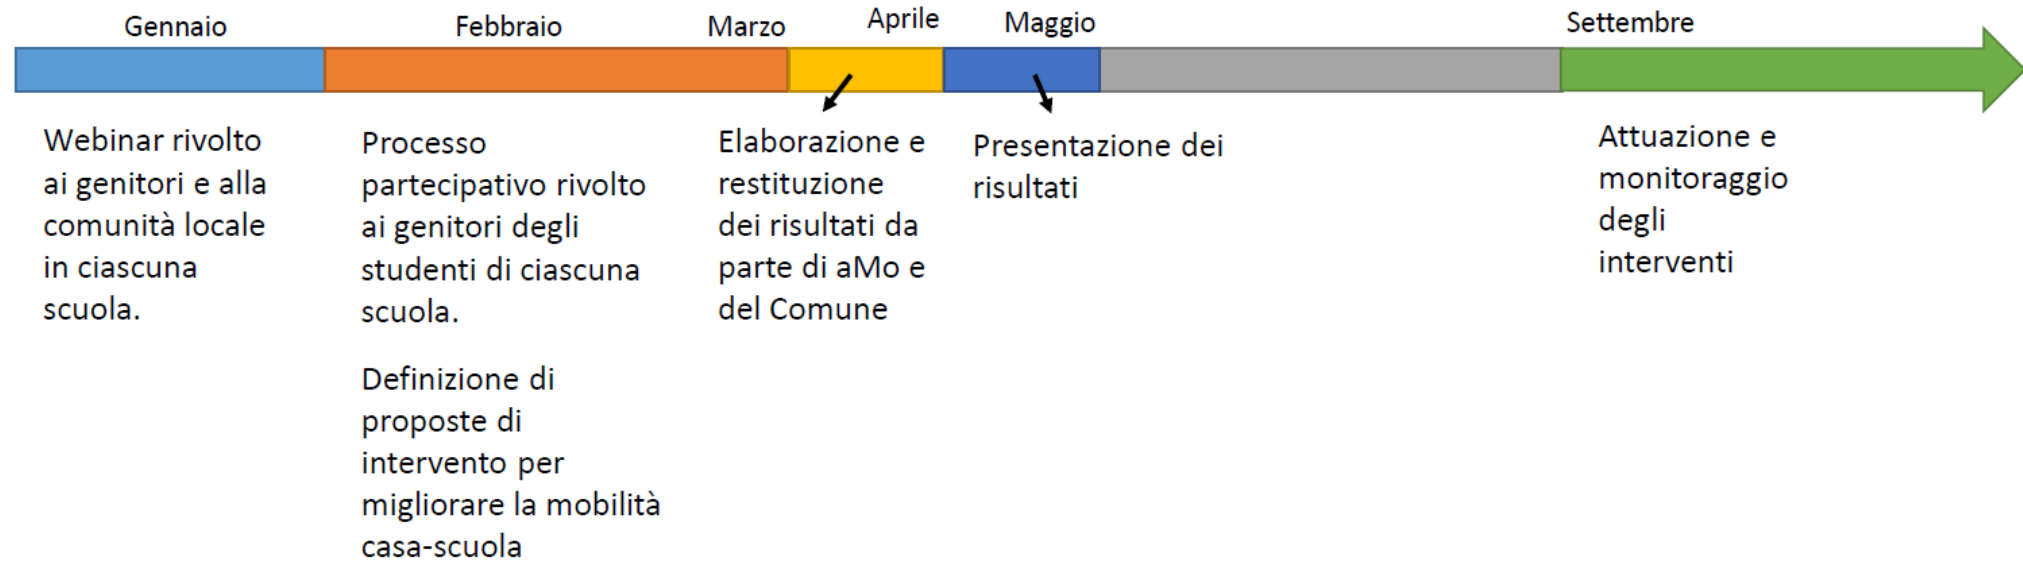 Gennaio
Febbraio
Marzo
Aprile
Maggio
Settembre
Webinar rivolto
ai genitori e alla
comunità locale
in ciascuna
scuola.
Processo
partecipativo rivolto
ai genitori degli
studenti di ciascuna
scuola.
Definizione di
proposte di
intervento per
migliorare la mobilità
casa-scuola
Elaborazione e
restituzione
dei risultati da
parte di aMo e
del Comune
Presentazione dei
risultati
Attuazione e
monitoraggio
degli
interventi